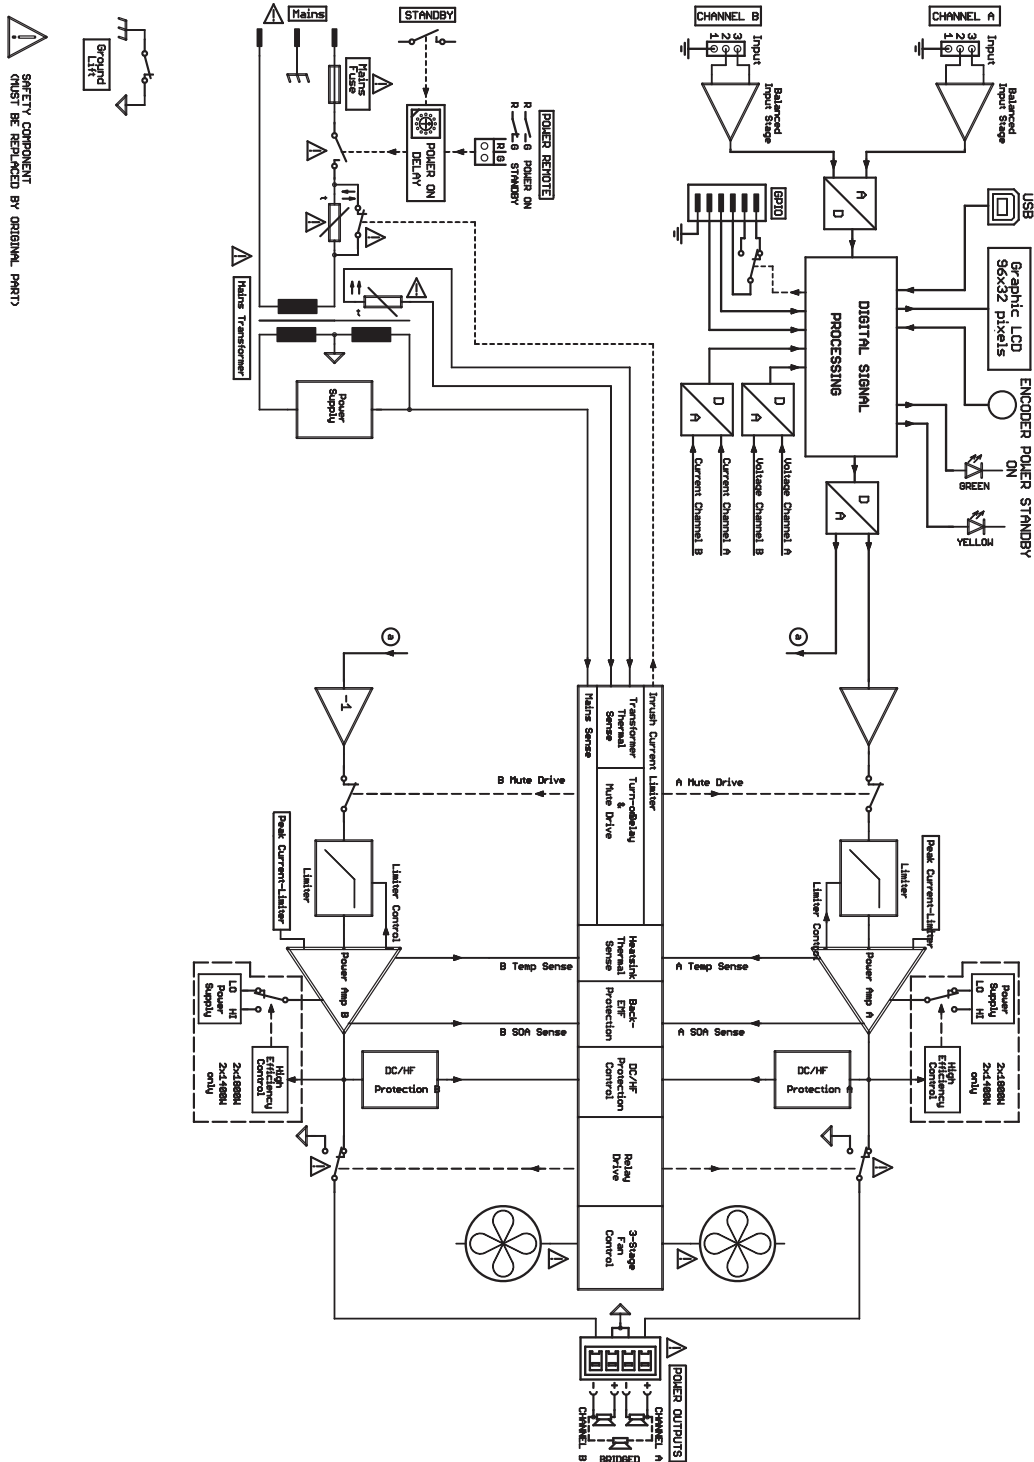 CHANNEL A
1 2 3
Input
Balanced
Input Stage
CHANNEL B
1 2 3
Input
Balanced
Input Stage
A
D
USB
Graphic LCD
96x32 pixels
ENCODER
POWER
ON
STANDBY
GREEN
YELLOW
DIGITAL SIGNAL
PROCESSING
GPIO
D
A
D
A
Voltage Channel A
Voltage Channel B
Current Channel A
Current Channel B
D
A
a
a
STANDBY
POWER REMOTE
R G
R G POWER ON
R G STANDBY
POWER ON
DELAY
Mains
Mains
Fuse
t
t
Mains Transformer
Power
Supply
Ground
Lift
SAFETY COMPONENT
(MUST BE REPLACED BY ORIGINAL PART)
-1
Inrush Current Limiter
Transformer
Thermal
Sense
Turn-onDelay
&
Mute Drive
Mains Sense
A Mute Drive
B Mute Drive
Peak Current-Limiter
Limiter
Limiter Control
Peak Current-Limiter
Limiter
Limiter Control
Heatsink
Thermal
Sense
A Temp Sense
B Temp Sense
Power Amp A
Power Amp B
Back-
EMF
Protection
A SOA Sense
B SOA Sense
Power
Supply
LO HI
High
Efficiency
Control
2x1800W
2x1400W
only
LO HI
Power
Supply
High
Efficiency
Control
2x1800W
2x1400W
only
DC/HF
Protection A
DC/HF
Protection
Control
DC/HF
Protection B
Relay
Drive
3-Stage
Fan
Control
POWER OUTPUTS
- + - +
CHANNEL A
BRIDGED
CHANNEL B